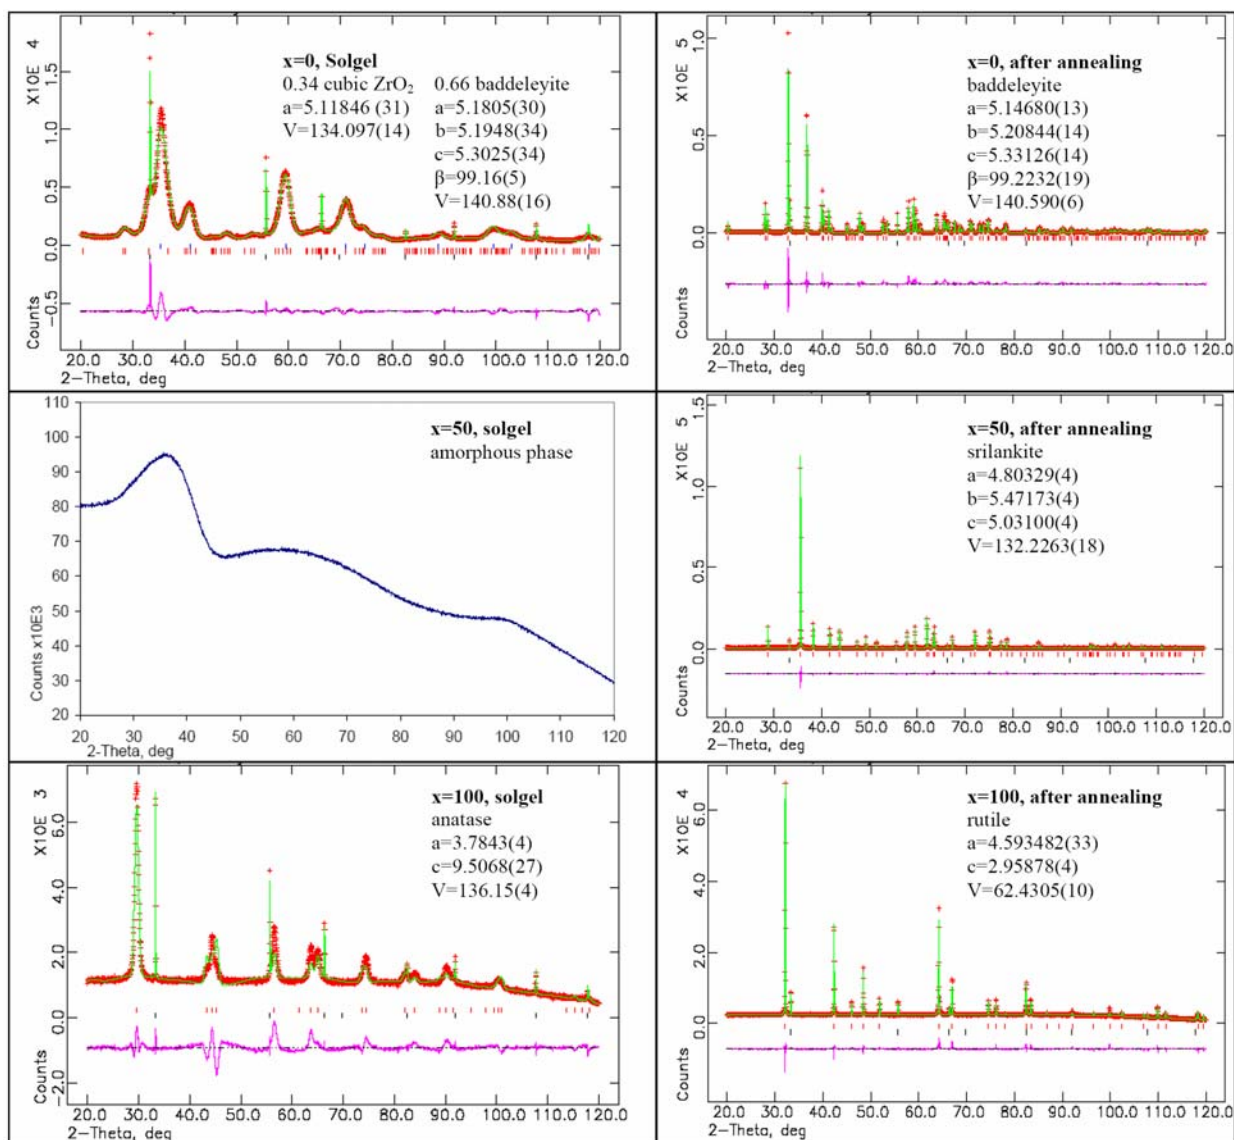 x=0, Solgel
0.34 cubic ZrO₂ 0.66 baddeleyite
a=5.11846 (31) a=5.1805(30)
V=134.097(14) b=5.1948(34)
c=5.3025(34)
β=99.16(5)
V=140.88(16)
X10E 4
1.5
1.0
0.5
0.0
−0.5
Counts
20.0 30.0 40.0 50.0 60.0 70.0 80.0 90.0 100.0 110.0 120.0
2−Theta, deg
x=0, after annealing
baddeleyite
a=5.14680(13)
b=5.20844(14)
c=5.33126(14)
β=99.2232(19)
V=140.590(6)
X10E 5
1.0
0.5
0.0
Counts
20.0 30.0 40.0 50.0 60.0 70.0 80.0 90.0 100.0 110.0 120.0
2−Theta, deg
x=50, solgel
amorphous phase
110
100
90
80
70
60
50
40
30
20
Counts x10E3
20 30 40 50 60 70 80 90 100 110 120
2-Theta, deg
x=50, after annealing
srilankite
a=4.80329(4)
b=5.47173(4)
c=5.03100(4)
V=132.2263(18)
X10E 5
1.5
1.0
0.5
0.0
Counts
20.0 30.0 40.0 50.0 60.0 70.0 80.0 90.0 100.0 110.0 120.0
2−Theta, deg
x=100, solgel
anatase
a=3.7843(4)
c=9.5068(27)
V=136.15(4)
X10E 3
6.0
4.0
2.0
0.0
−2.0
Counts
20.0 30.0 40.0 50.0 60.0 70.0 80.0 90.0 100.0 110.0 120.0
2−Theta, deg
x=100, after annealing
rutile
a=4.593482(33)
c=2.95878(4)
V=62.4305(10)
X10E 4
6.0
4.0
2.0
0.0
Counts
20.0 30.0 40.0 50.0 60.0 70.0 80.0 90.0 100.0 110.0 120.0
2−Theta, deg